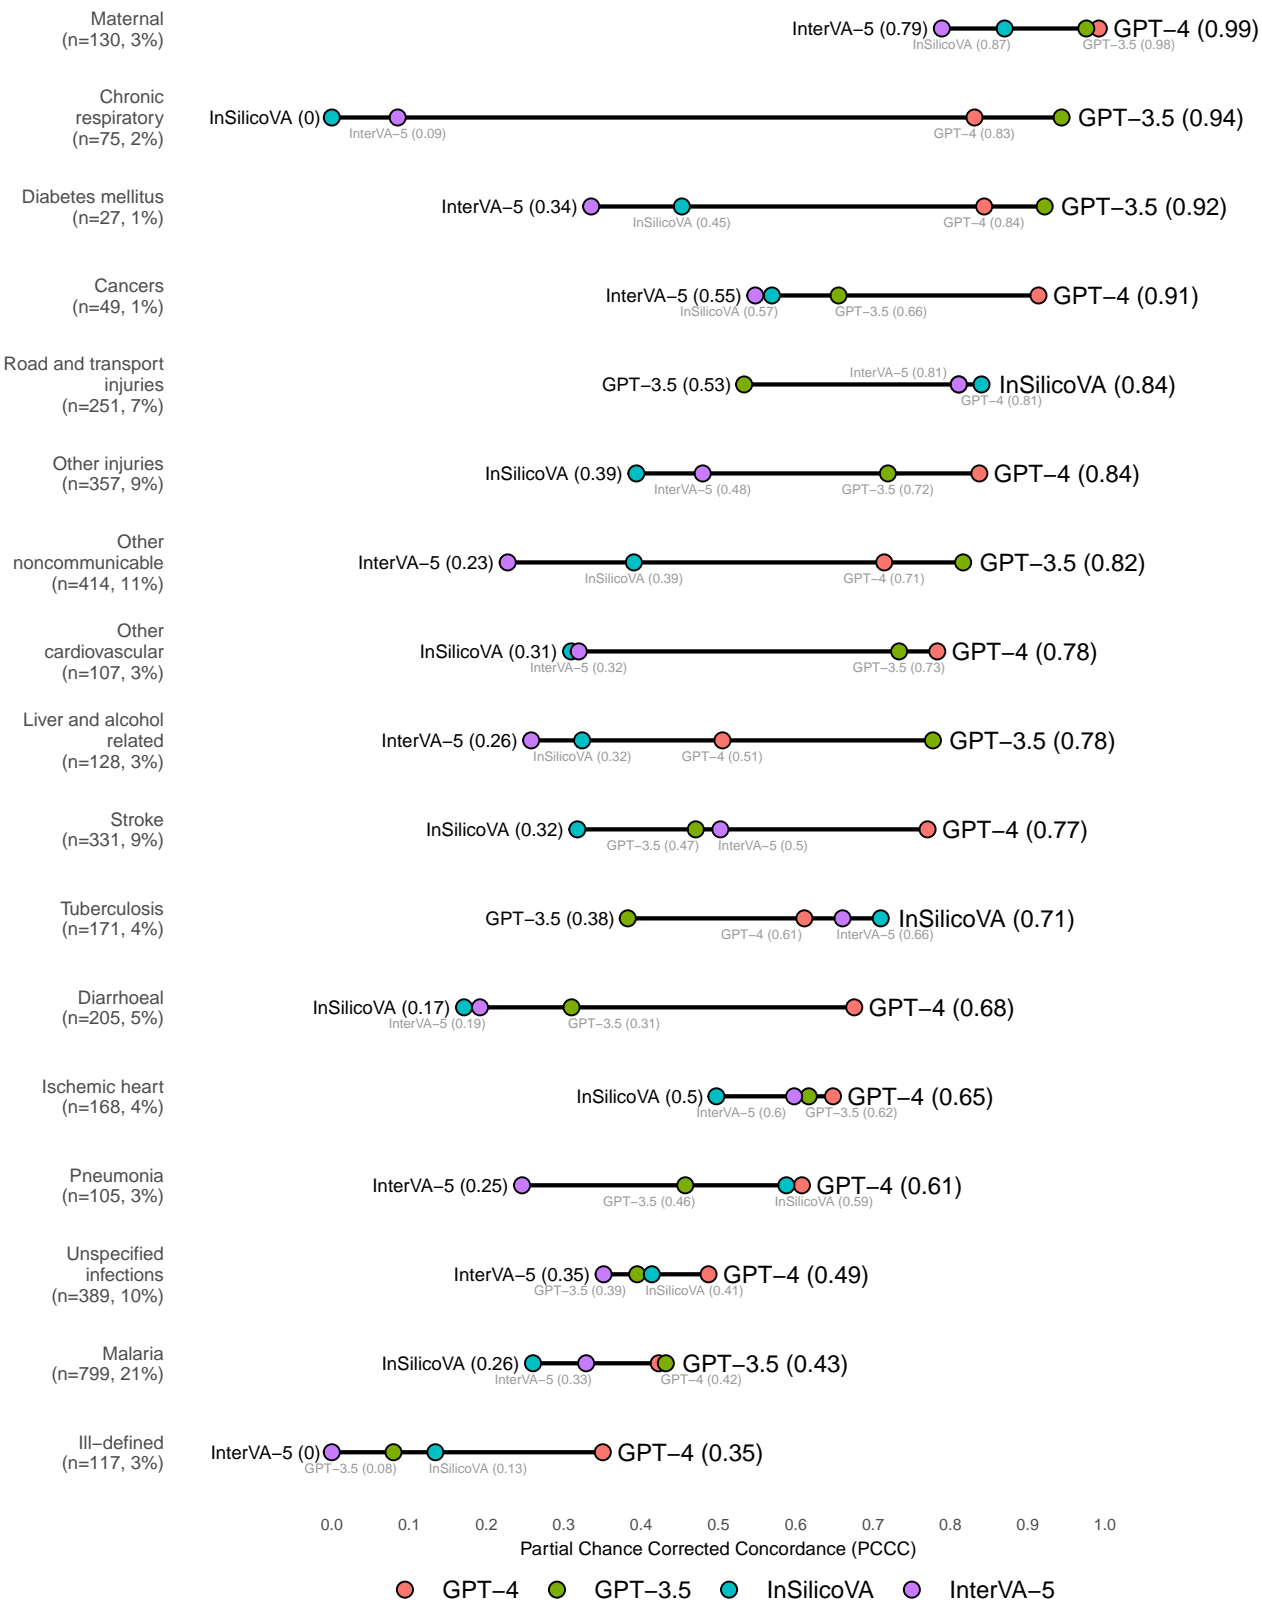 Maternal
(n=130, 3%)
InterVA−5 (0.79)
GPT−4 (0.99)
InSilicoVA (0.87)
GPT−3.5 (0.98)
Chronic
respiratory
(n=75, 2%)
InSilicoVA (0)
GPT−3.5 (0.94)
InterVA−5 (0.09)
GPT−4 (0.83)
Diabetes mellitus
(n=27, 1%)
InterVA−5 (0.34)
GPT−3.5 (0.92)
InSilicoVA (0.45)
GPT−4 (0.84)
Cancers
(n=49, 1%)
InterVA−5 (0.55)
GPT−4 (0.91)
InSilicoVA (0.57)
GPT−3.5 (0.66)
Road and transport
injuries
(n=251, 7%)
InterVA−5 (0.81)
GPT−3.5 (0.53)
InSilicoVA (0.84)
GPT−4 (0.81)
Other injuries
(n=357, 9%)
InSilicoVA (0.39)
GPT−4 (0.84)
InterVA−5 (0.48)
GPT−3.5 (0.72)
Other
noncommunicable
(n=414, 11%)
InterVA−5 (0.23)
GPT−3.5 (0.82)
InSilicoVA (0.39)
GPT−4 (0.71)
Other
cardiovascular
(n=107, 3%)
InSilicoVA (0.31)
GPT−4 (0.78)
InterVA−5 (0.32)
GPT−3.5 (0.73)
Liver and alcohol
related
(n=128, 3%)
InterVA−5 (0.26)
GPT−3.5 (0.78)
InSilicoVA (0.32)
GPT−4 (0.51)
Stroke
(n=331, 9%)
InSilicoVA (0.32)
GPT−4 (0.77)
GPT−3.5 (0.47)
InterVA−5 (0.5)
Tuberculosis
(n=171, 4%)
GPT−3.5 (0.38)
InSilicoVA (0.71)
GPT−4 (0.61)
InterVA−5 (0.66)
Diarrhoeal
(n=205, 5%)
InSilicoVA (0.17)
GPT−4 (0.68)
InterVA−5 (0.19)
GPT−3.5 (0.31)
Ischemic heart
(n=168, 4%)
InSilicoVA (0.5)
GPT−4 (0.65)
InterVA−5 (0.6)
GPT−3.5 (0.62)
Pneumonia
(n=105, 3%)
InterVA−5 (0.25)
GPT−4 (0.61)
GPT−3.5 (0.46)
InSilicoVA (0.59)
Unspecified
infections
(n=389, 10%)
InterVA−5 (0.35)
GPT−4 (0.49)
GPT−3.5 (0.39)
InSilicoVA (0.41)
Malaria
(n=799, 21%)
InSilicoVA (0.26)
GPT−3.5 (0.43)
InterVA−5 (0.33)
GPT−4 (0.42)
Ill−defined
(n=117, 3%)
InterVA−5 (0)
GPT−4 (0.35)
GPT−3.5 (0.08)
InSilicoVA (0.13)
0.0 0.1 0.2 0.3 0.4 0.5 0.6 0.7 0.8 0.9 1.0
Partial Chance Corrected Concordance (PCCC)
GPT−4 GPT−3.5 InSilicoVA InterVA−5